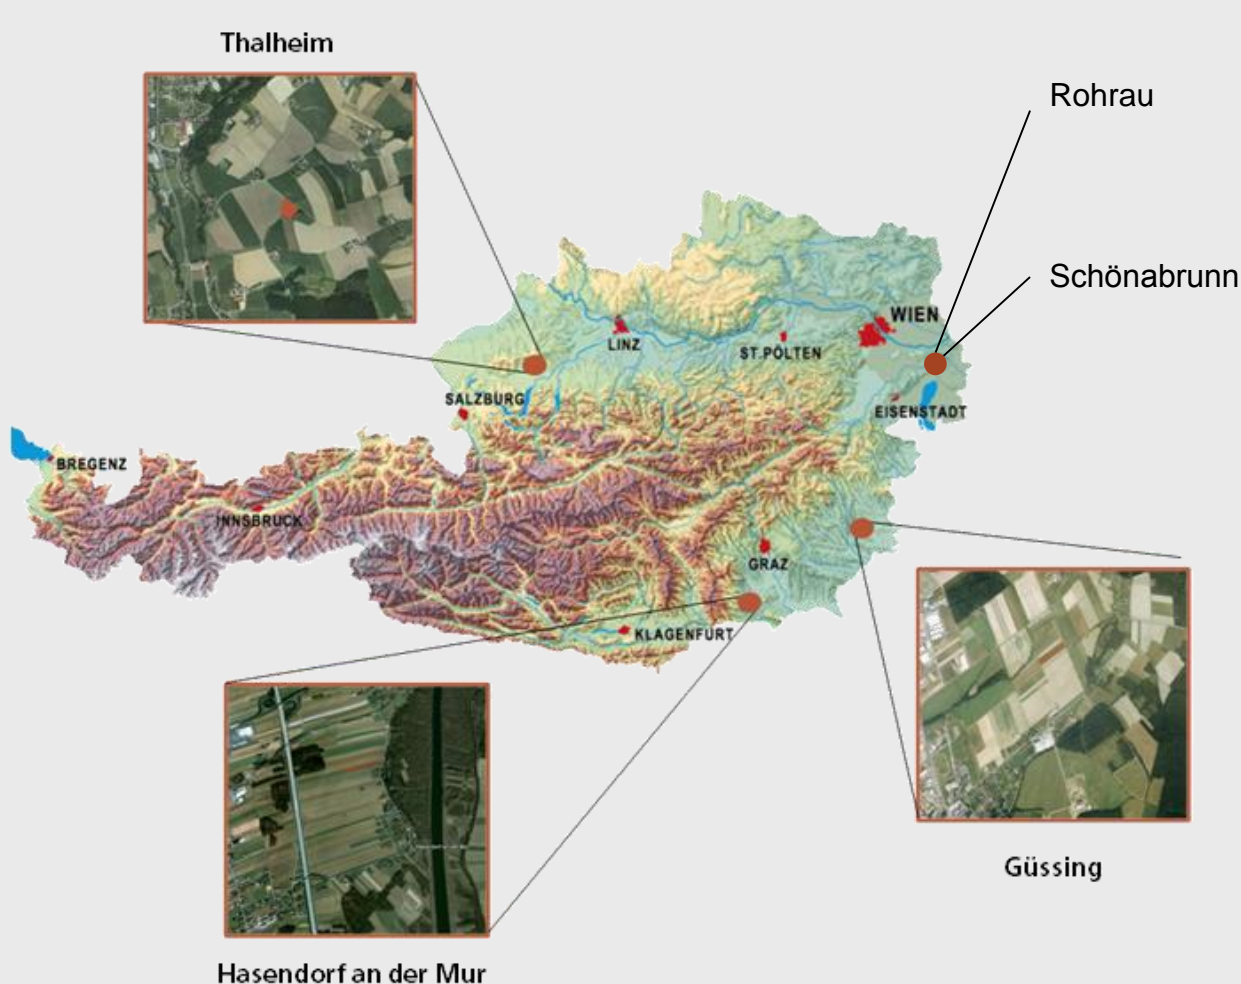 Thalheim
Rohrau
Schönabrunn
WIEN
LINZ
ST.PÖLTEN
SALZBURG
EISENSTADT
BREGENZ
INNSBRUCK
GRAZ
KLAGENFURT
Güssing
Hasendorf an der Mur